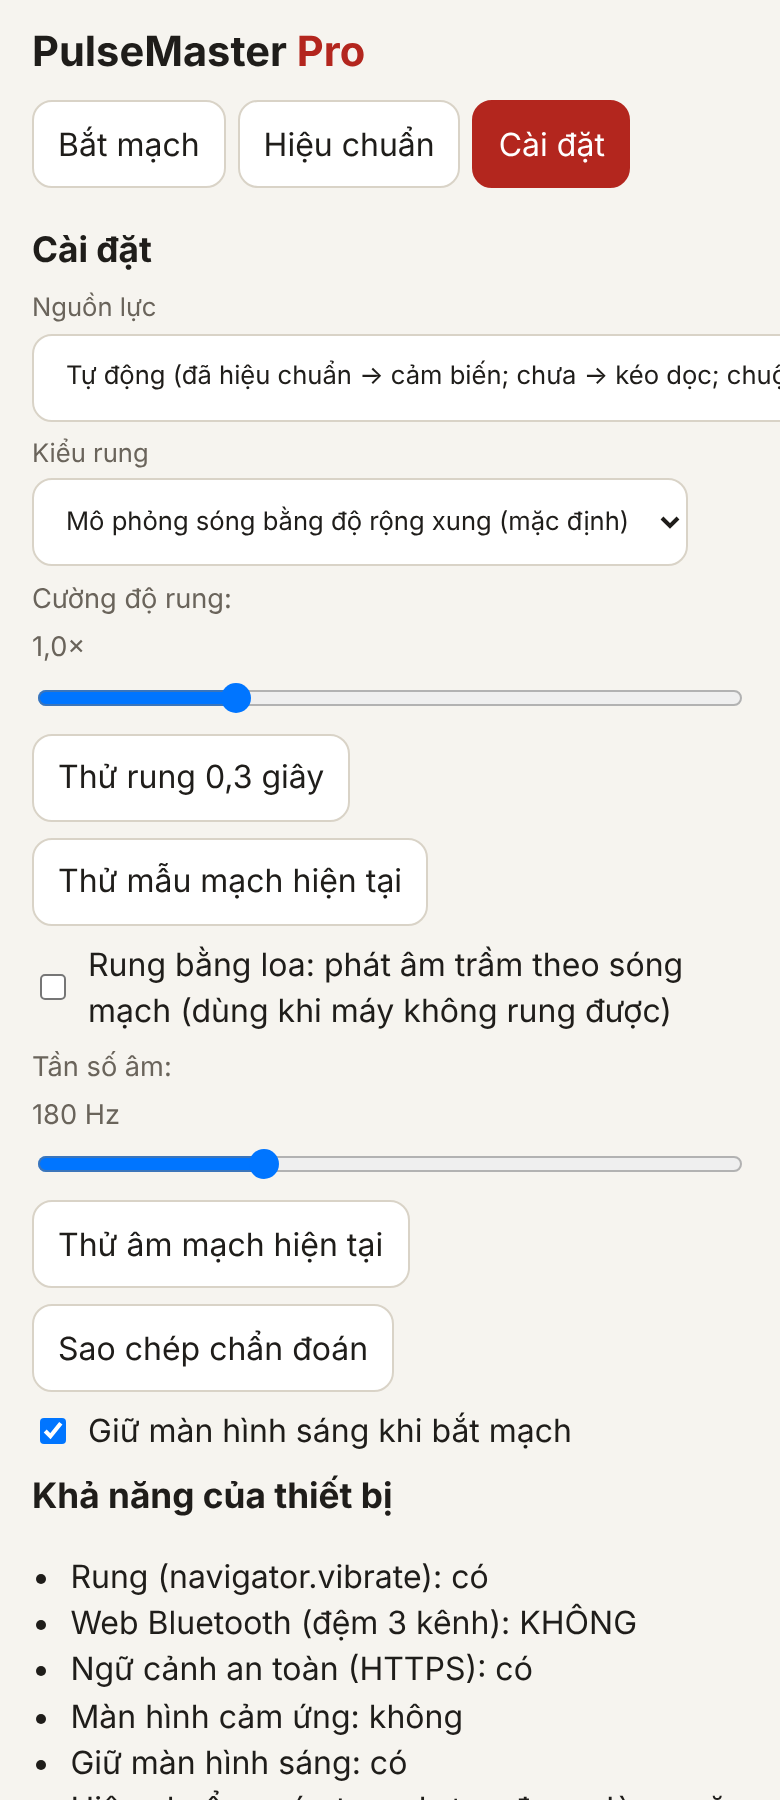 PulseMaster Pro
Bắt mạch
Hiệu chuẩn
Cài đặt
Cài đặt
Nguồn lực
Tự động (đã hiệu chuẩn → cảm biến; chưa → kéo dọc;
Kiểu rung
Mô phỏng sóng bằng độ rộng xung (mặc định)
Cường độ rung:
1,0×
Thử rung 0,3 giây
Thử mẫu mạch hiện tại
Rung bằng loa: phát âm trầm theo sóng
mạch (dùng khi máy không rung được)
Tần số âm:
180 Hz
Thử âm mạch hiện tại
Sao chép chẩn đoán
Giữ màn hình sáng khi bắt mạch
Khả năng của thiết bị
• Rung (navigator.vibrate): có
• Web Bluetooth (đệm 3 kênh): KHÔNG
• Ngữ cảnh an toàn (HTTPS): có
• Màn hình cảm ứng: không
• Giữ màn hình sáng: có